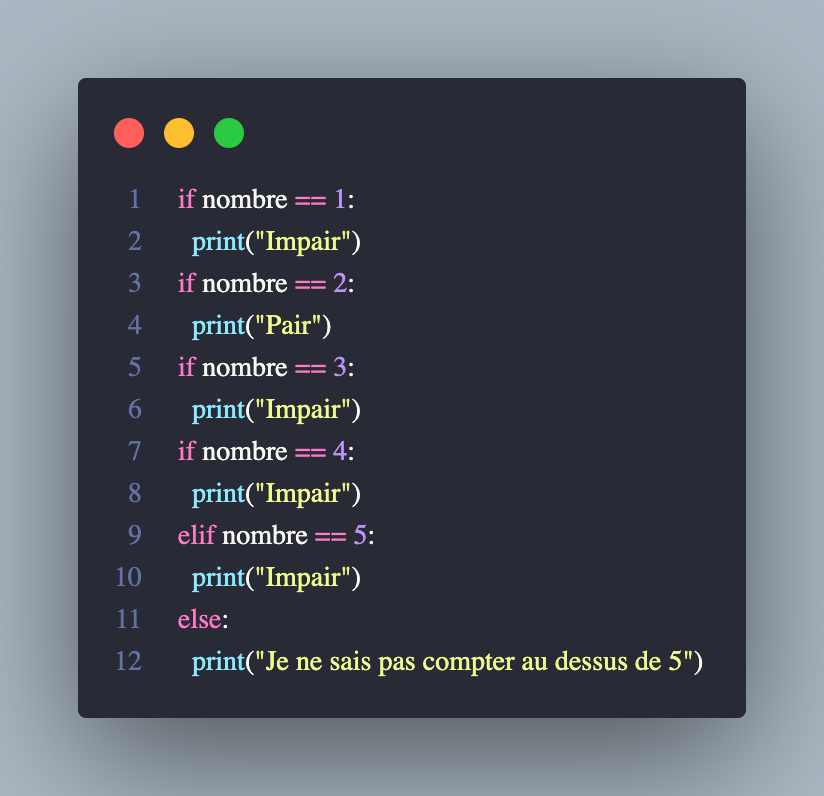 1 if nombre == 1:
2 print("Impair")
3 if nombre == 2:
4 print("Pair")
5 if nombre == 3:
6 print("Impair")
7 if nombre == 4:
8 print("Impair")
9 elif nombre == 5:
10 print("Impair")
11 else:
12 print("Je ne sais pas compter au dessus de 5")